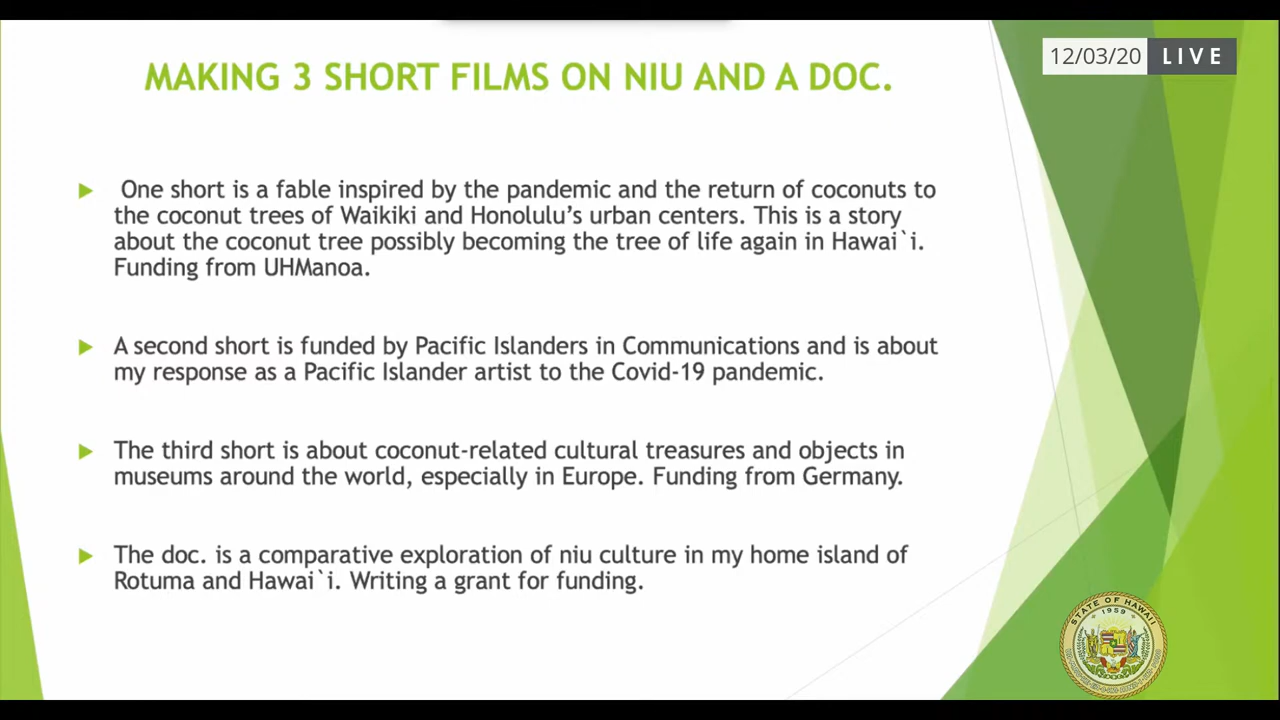 12/03/20 LIVE
MAKING 3 SHORT FILMS ON NIU AND A DOC.
One short is a fable inspired by the pandemic and the return of coconuts to
the coconut trees of Waikiki and Honolulu's urban centers. This is a story
about the coconut tree possibly becoming the tree of life again in Hawai`i.
Funding from UHManoa.
A second short is funded by Pacific Islanders in Communications and is about
my response as a Pacific Islander artist to the Covid-19 pandemic.
The third short is about coconut-related cultural treasures and objects in
museums around the world, especially in Europe. Funding from Germany.
The doc. is a comparative exploration of niu culture in my home island of
Rotuma and Hawai`i. Writing a grant for funding.
STATE OF HAWAII
1959